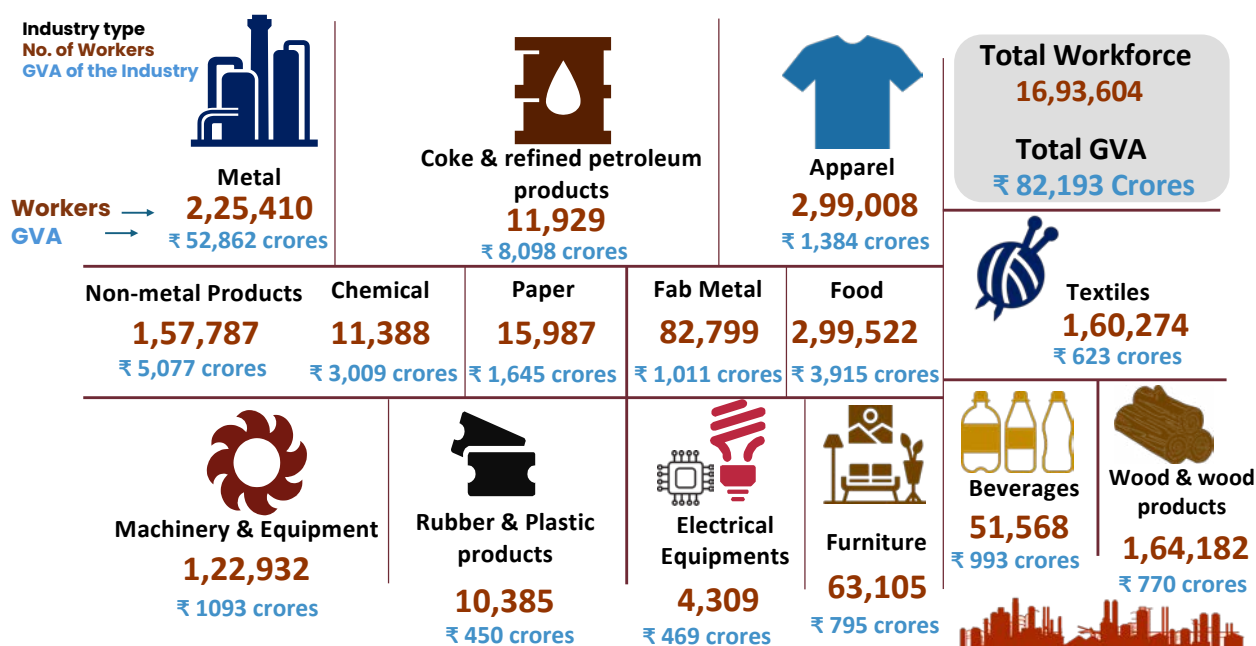 Industry type
No. of Workers
GVA of the Industry
Workers
GVA
Metal
2,25,410
₹ 52,862 crores
Coke & refined petroleum
products
11,929
₹ 8,098 crores
Apparel
2,99,008
₹ 1,384 crores
Total Workforce
16,93,604
Total GVA
₹ 82,193 Crores
Non-metal Products
1,57,787
₹ 5,077 crores
Chemical
11,388
₹ 3,009 crores
Paper
15,987
₹ 1,645 crores
Fab Metal
82,799
₹ 1,011 crores
Food
2,99,522
₹ 3,915 crores
Textiles
1,60,274
₹ 623 crores
Machinery & Equipment
1,22,932
₹ 1093 crores
Rubber & Plastic
products
10,385
₹ 450 crores
Electrical
Equipments
4,309
₹ 469 crores
Furniture
63,105
₹ 795 crores
Beverages
51,568
₹ 993 crores
Wood & wood
products
1,64,182
₹ 770 crores